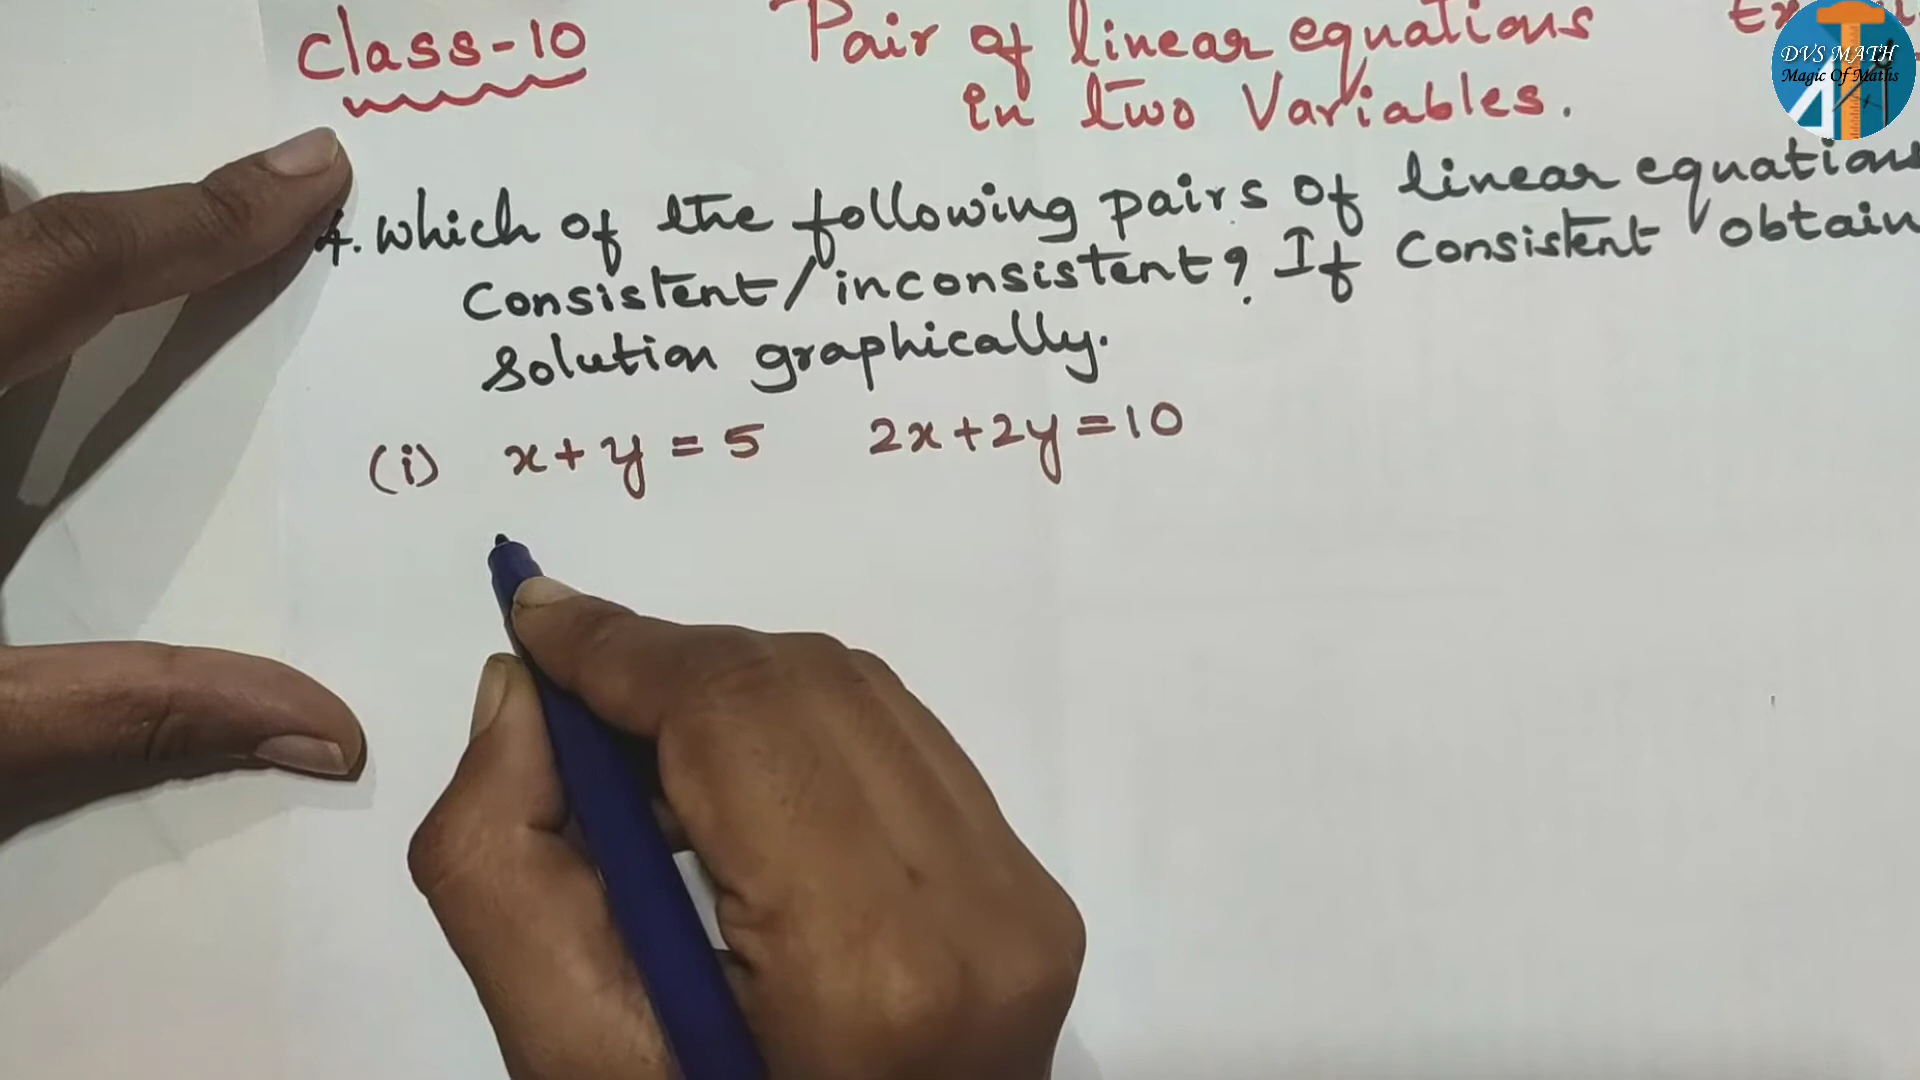 Class-10
Pair of linear equations
in two Variables.
DVS MATH
Magic Of Maths
4. Which of the following pairs of linear equations
Consistent/inconsistent? If Consistent obtain
Solution graphically.
(i) x + y = 5 2x + 2y = 10